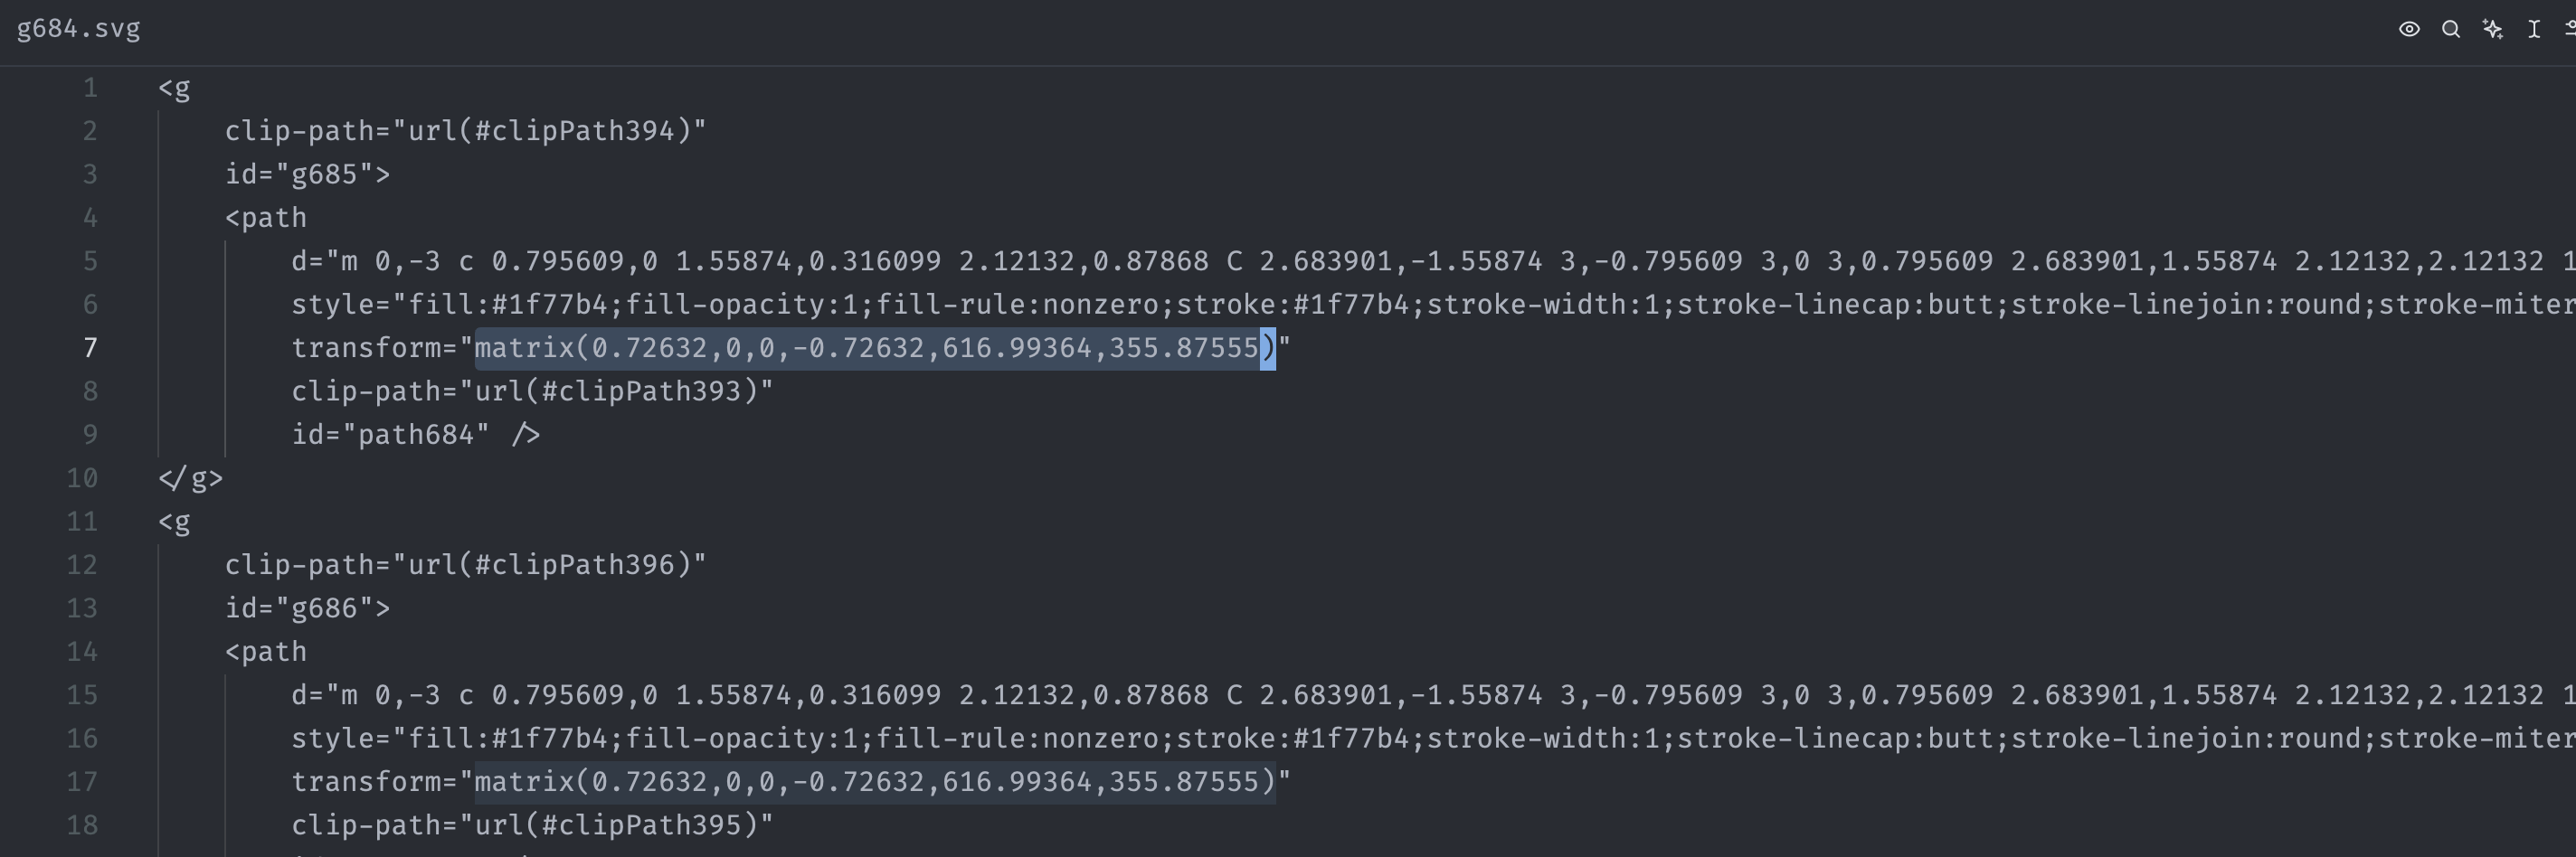 g684.svg
1 <g
2 clip-path="url(#clipPath394)"
3 id="g685">
4 <path
5 d="m 0,-3 c 0.795609,0 1.55874,0.316099 2.12132,0.87868 C 2.683901,-1.55874 3,-0.795609 3,0 3,0.795609 2.683901,1.55874 2.12132,2.12132 1
6 style="fill:#1f77b4;fill-opacity:1;fill-rule:nonzero;stroke:#1f77b4;stroke-width:1;stroke-linecap:butt;stroke-linejoin:round;stroke-miter
7 transform="matrix(0.72632,0,0,-0.72632,616.99364,355.87555)"
8 clip-path="url(#clipPath393)"
9 id="path684" />
10 </g>
11 <g
12 clip-path="url(#clipPath396)"
13 id="g686">
14 <path
15 d="m 0,-3 c 0.795609,0 1.55874,0.316099 2.12132,0.87868 C 2.683901,-1.55874 3,-0.795609 3,0 3,0.795609 2.683901,1.55874 2.12132,2.12132 1
16 style="fill:#1f77b4;fill-opacity:1;fill-rule:nonzero;stroke:#1f77b4;stroke-width:1;stroke-linecap:butt;stroke-linejoin:round;stroke-miter
17 transform="matrix(0.72632,0,0,-0.72632,616.99364,355.87555)"
18 clip-path="url(#clipPath395)"